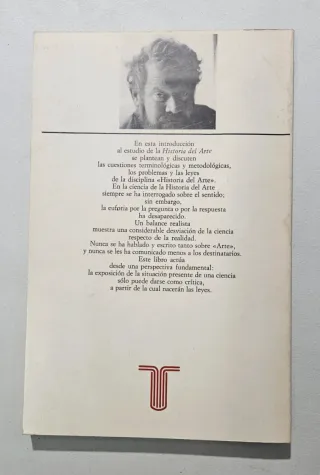 En esta introducción
al estudio de la Historia del Arte
se plantean y discuten
las cuestiones terminológicas y metodológicas,
los problemas y las leyes
de la disciplina «Historia del Arte».
En la ciencia de la Historia del Arte
siempre se ha interrogado sobre el sentido;
sin embargo,
la euforia por la pregunta o por la respuesta
ha desaparecido.
Un balance realista
muestra una considerable desviación de la ciencia
respecto de la realidad.
Nunca se ha hablado y escrito tanto sobre «Arte»,
y nunca se les ha comunicado menos a los destinatarios.
Este libro actúa
desde una perspectiva fundamental:
la exposición de la situación presente de una ciencia
sólo puede darse como crítica,
a partir de la cual nacerán las leyes.